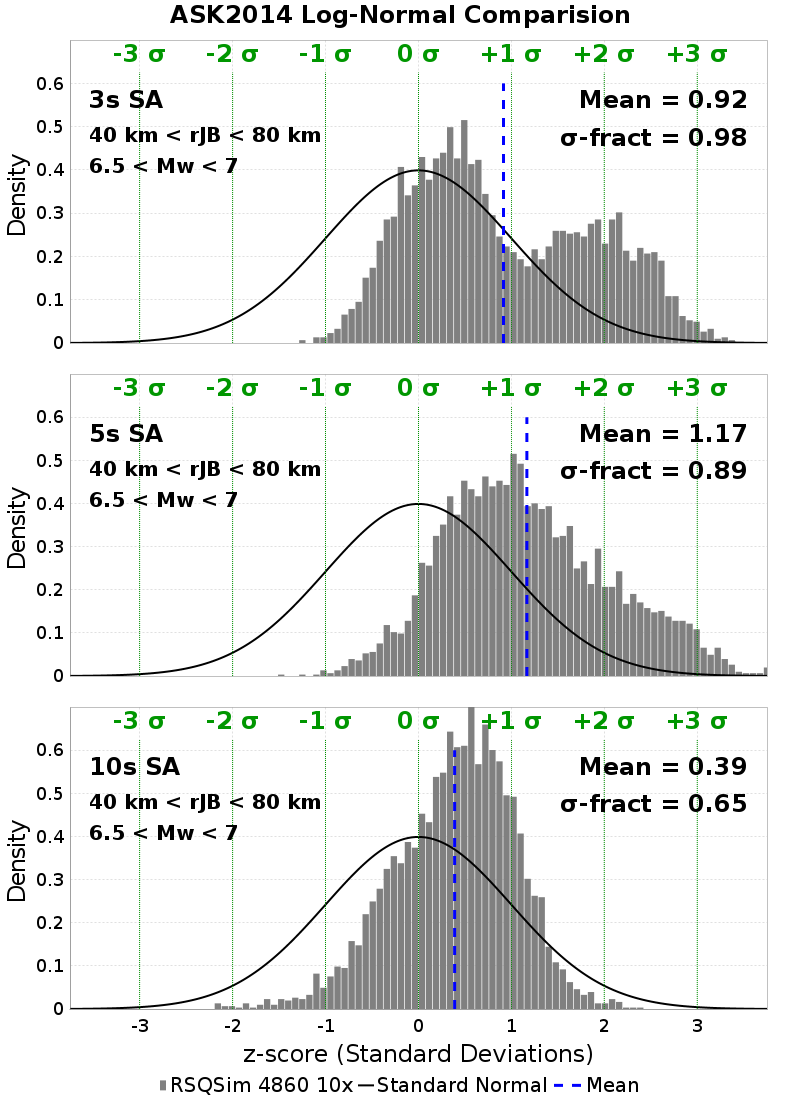 ASK2014 Log-Normal Comparision
-3 σ -2 σ -1 σ 0 σ +1 σ +2 σ +3 σ
0.6
3s SA Mean = 0.92
0.5
40 km < rJB < 80 km σ-fract = 0.98
6.5 < Mw < 7
0.4
Density
0.3
0.2
0.1
0
-3 σ -2 σ -1 σ 0 σ +1 σ +2 σ +3 σ
0.6
5s SA Mean = 1.17
0.5
40 km < rJB < 80 km σ-fract = 0.89
6.5 < Mw < 7
0.4
Density
0.3
0.2
0.1
0
-3 σ -2 σ -1 σ 0 σ +1 σ +2 σ +3 σ
0.6
10s SA Mean = 0.39
0.5
40 km < rJB < 80 km σ-fract = 0.65
6.5 < Mw < 7
0.4
Density
0.3
0.2
0.1
0
-3 -2 -1 0 1 2 3
z-score (Standard Deviations)
RSQSim 4860 10x Standard Normal Mean